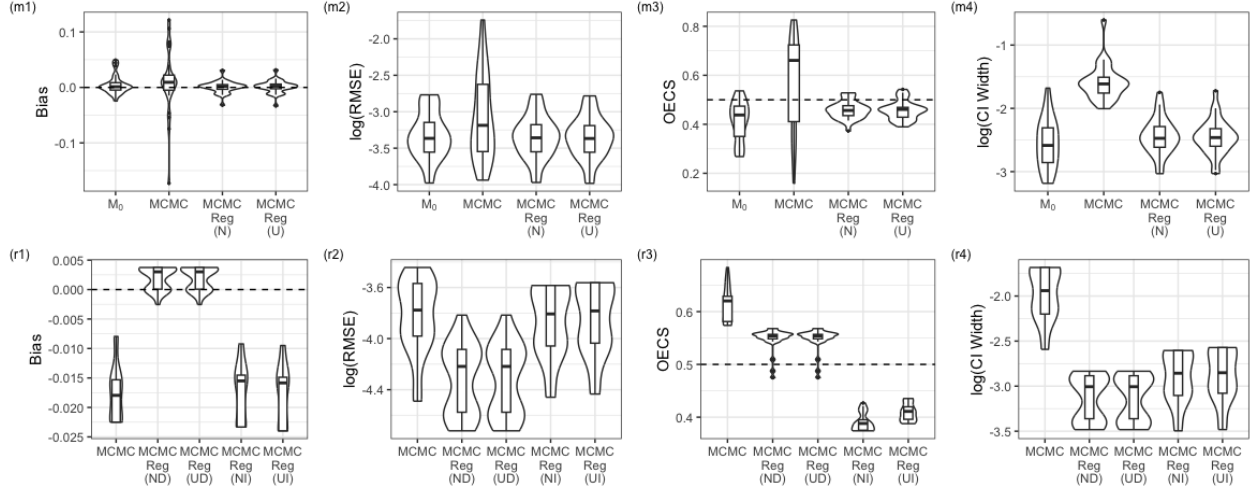 (m1)
Bias
0.1
0.0
-0.1
M0
MCMC
MCMC
Reg
(N)
MCMC
Reg
(U)
(m2)
log(RMSE)
-2.0
-2.5
-3.0
-3.5
-4.0
M0
MCMC
MCMC
Reg
(N)
MCMC
Reg
(U)
(m3)
OECS
0.8
0.6
0.4
0.2
M0
MCMC
MCMC
Reg
(N)
MCMC
Reg
(U)
(m4)
log(CI Width)
-1
-2
-3
M0
MCMC
MCMC
Reg
(N)
MCMC
Reg
(U)
(r1)
Bias
0.005
0.000
-0.005
-0.010
-0.015
-0.020
-0.025
MCMC
MCMC
Reg
(ND)
MCMC
Reg
(UD)
MCMC
Reg
(NI)
MCMC
Reg
(UI)
(r2)
log(RMSE)
-3.6
-4.0
-4.4
MCMC
MCMC
Reg
(ND)
MCMC
Reg
(UD)
MCMC
Reg
(NI)
MCMC
Reg
(UI)
(r3)
OECS
0.6
0.5
0.4
MCMC
MCMC
Reg
(ND)
MCMC
Reg
(UD)
MCMC
Reg
(NI)
MCMC
Reg
(UI)
(r4)
log(CI Width)
-2.0
-2.5
-3.0
-3.5
MCMC
MCMC
Reg
(ND)
MCMC
Reg
(UD)
MCMC
Reg
(NI)
MCMC
Reg
(UI)